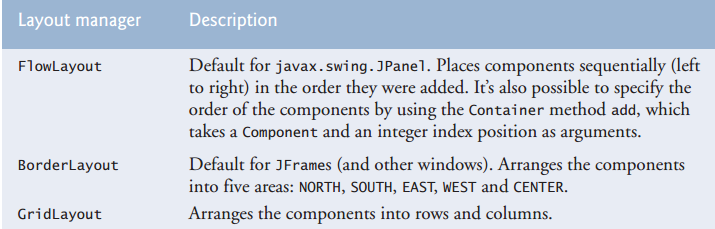 Layout manager Description
FlowLayout Default for javax.swing.JPanel. Places components sequentially (left
to right) in the order they were added. It’s also possible to specify the
order of the components by using the Container method add, which
takes a Component and an integer index position as arguments.
BorderLayout Default for JFrames (and other windows). Arranges the components
into five areas: NORTH, SOUTH, EAST, WEST and CENTER.
GridLayout Arranges the components into rows and columns.